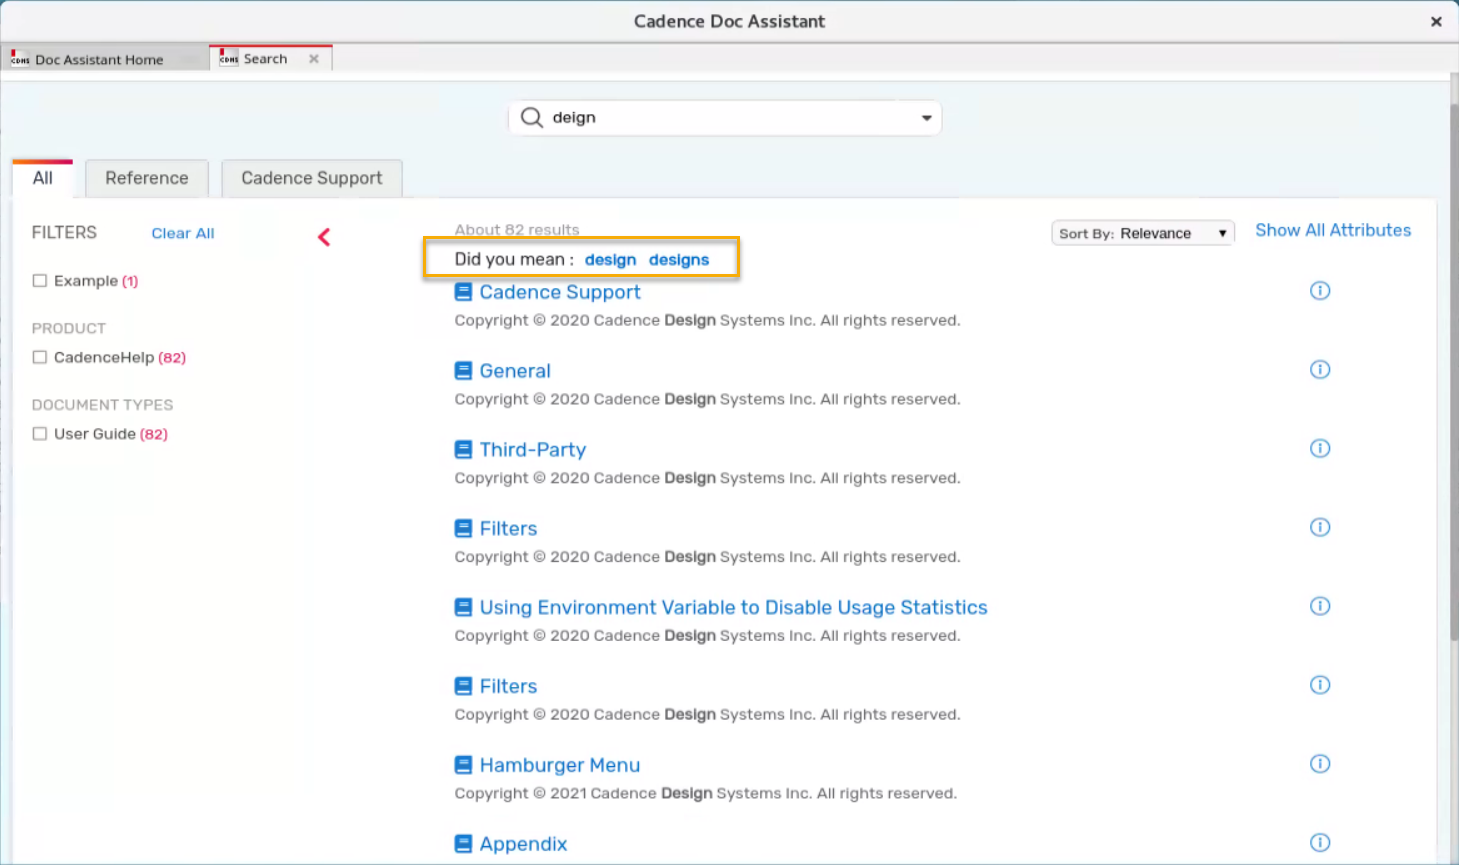 Cadence Doc Assistant
cdns Doc Assistant Home
cdns Search
deign
All
Reference
Cadence Support
FILTERS
Clear All
Example (1)
PRODUCT
CadenceHelp (82)
DOCUMENT TYPES
User Guide (82)
About 82 results
Sort By: Relevance
Show All Attributes
Did you mean : design designs
Cadence Support
Copyright © 2020 Cadence Design Systems Inc. All rights reserved.
General
Copyright © 2020 Cadence Design Systems Inc. All rights reserved.
Third-Party
Copyright © 2020 Cadence Design Systems Inc. All rights reserved.
Filters
Copyright © 2020 Cadence Design Systems Inc. All rights reserved.
Using Environment Variable to Disable Usage Statistics
Copyright © 2020 Cadence Design Systems Inc. All rights reserved.
Filters
Copyright © 2020 Cadence Design Systems Inc. All rights reserved.
Hamburger Menu
Copyright © 2021 Cadence Design Systems Inc. All rights reserved.
Appendix